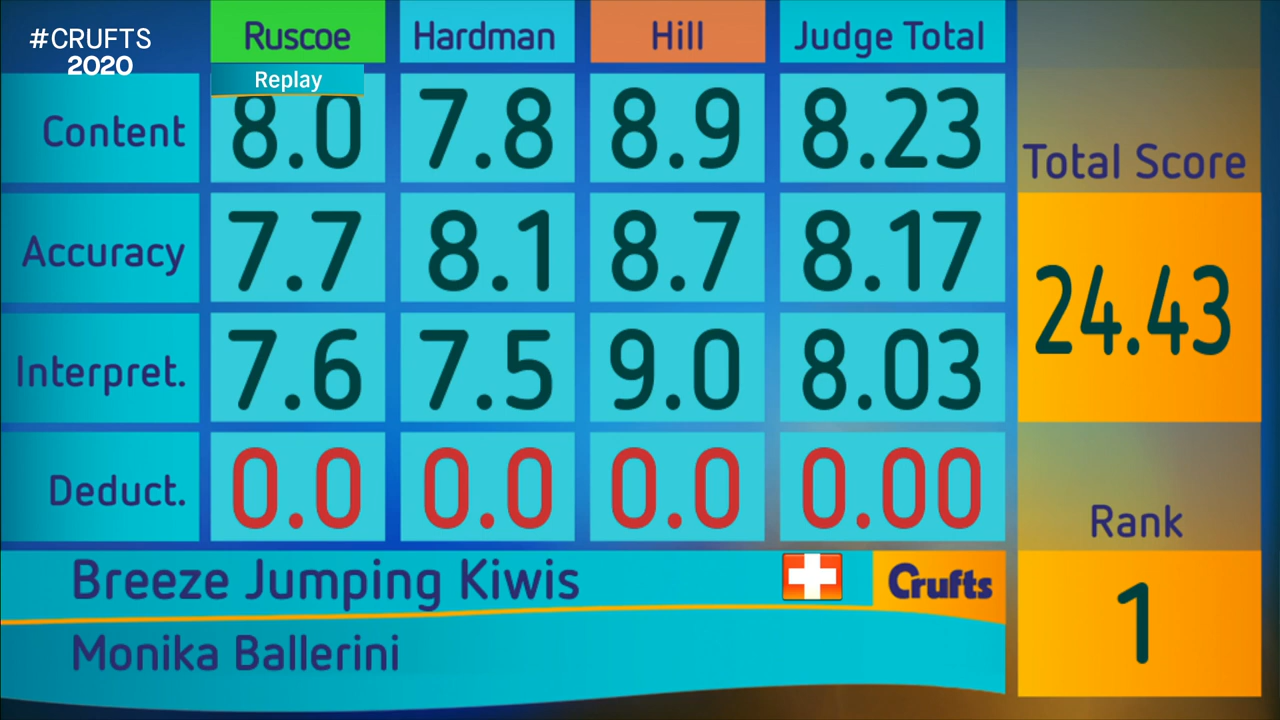 #CRUFTS
2020
Ruscoe Hardman Hill Judge Total
Replay
Content 8.0 7.8 8.9 8.23
Total Score
Accuracy 7.7 8.1 8.7 8.17
24.43
Interpret. 7.6 7.5 9.0 8.03
Deduct. 0.0 0.0 0.0 0.00
Rank
Breeze Jumping Kiwis Crufts
1
Monika Ballerini